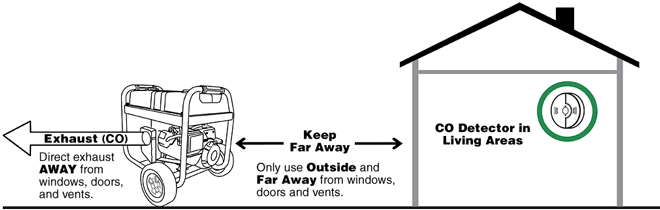 Exhaust (CO)
Direct exhaust
AWAY from
windows, doors,
and vents.
Keep
Far Away
Only use Outside and
Far Away from windows,
doors and vents.
CO Detector in
Living Areas